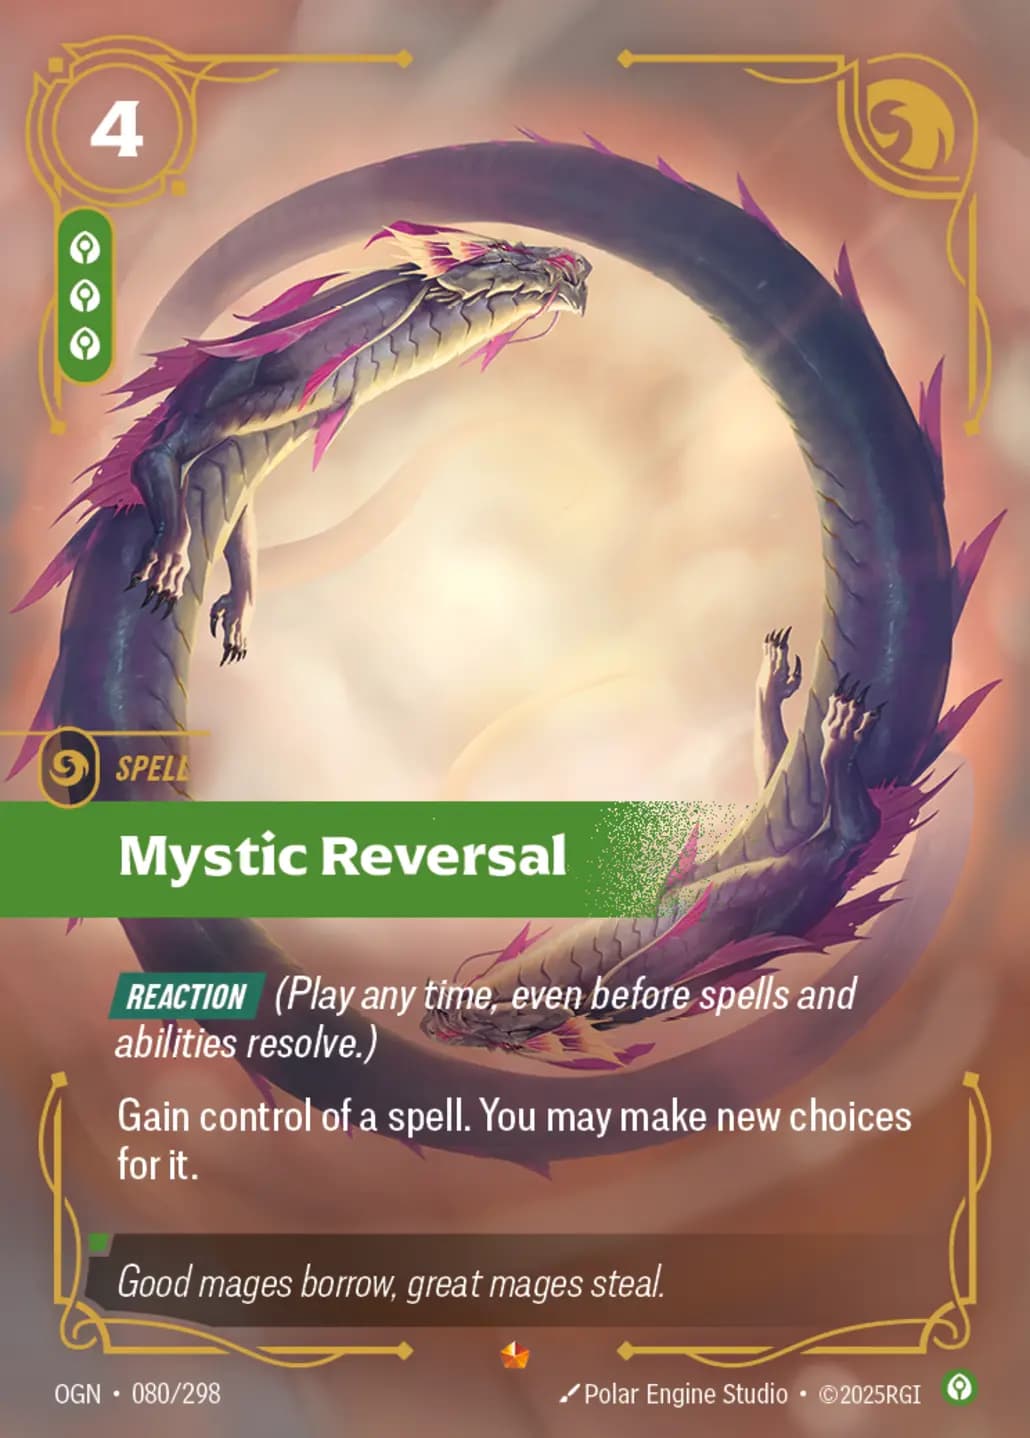 4
SPELL
Mystic Reversal
REACTION (Play any time, even before spells and
abilities resolve.)
Gain control of a spell. You may make new choices
for it.
Good mages borrow, great mages steal.
OGN • 080/298
Polar Engine Studio • ©2025RGI